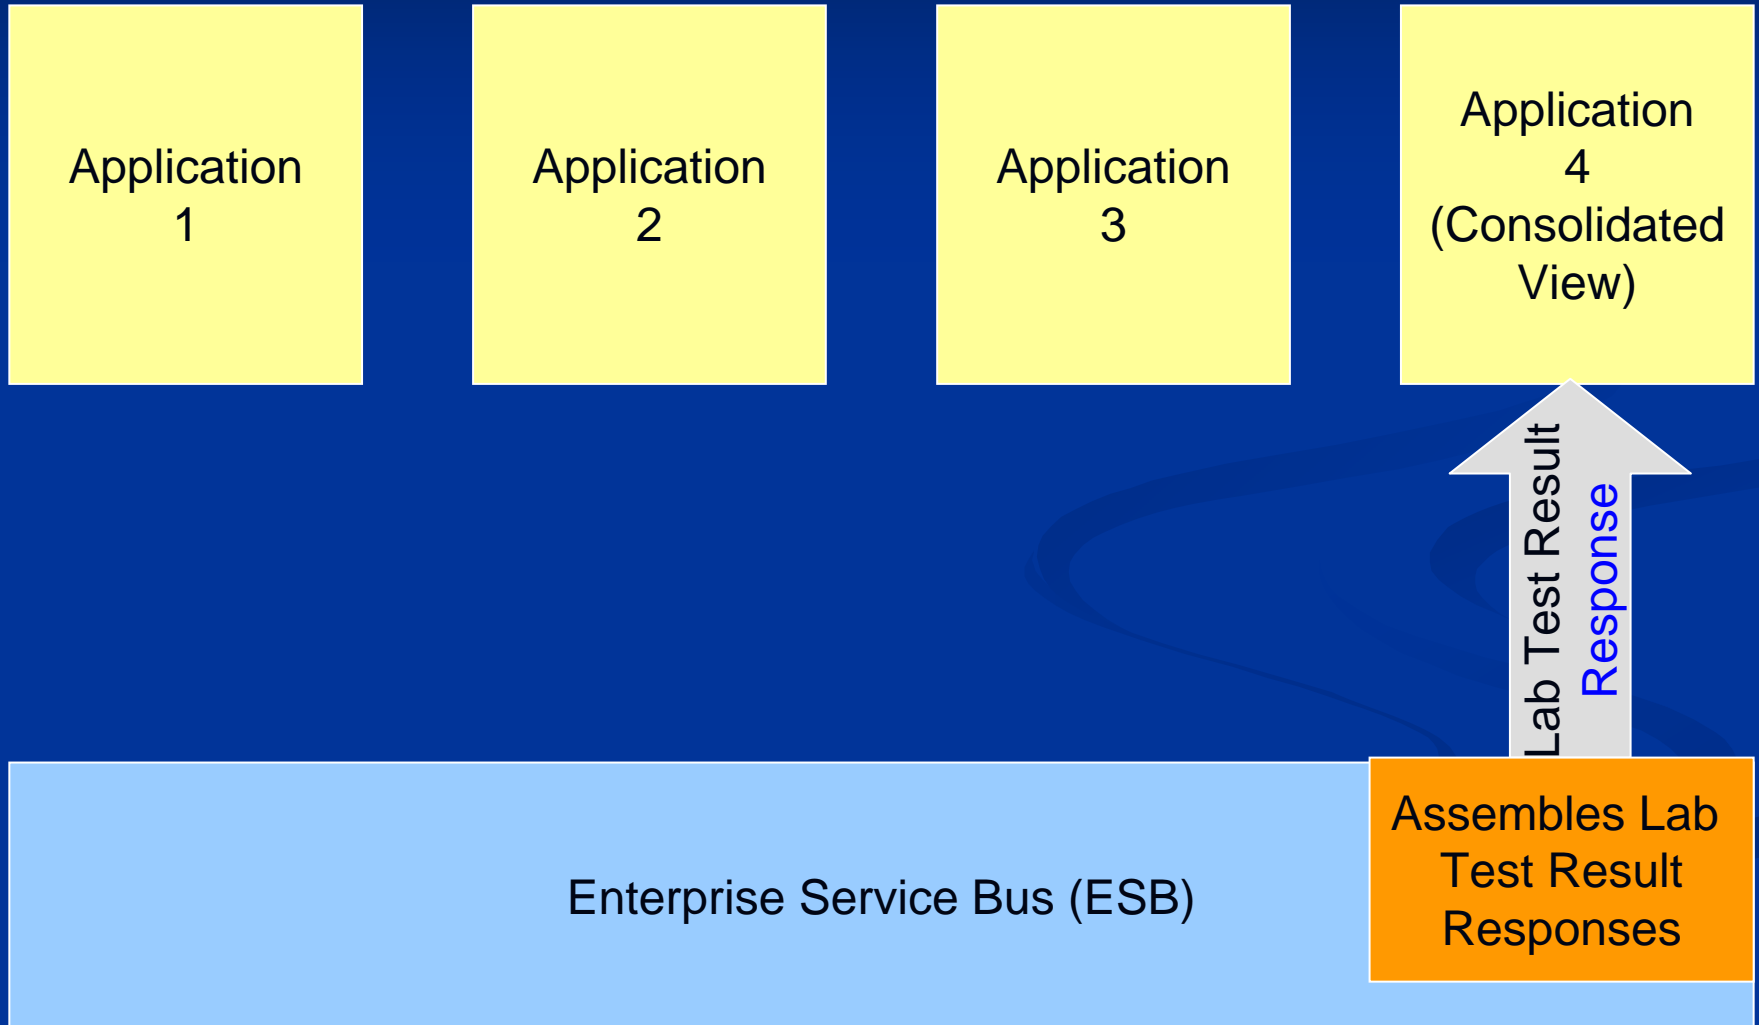 Application
1
Application
2
Application
3
Application
4
(Consolidated
View)
Lab Test Result
Response
Enterprise Service Bus (ESB)
Assembles Lab
Test Result
Responses